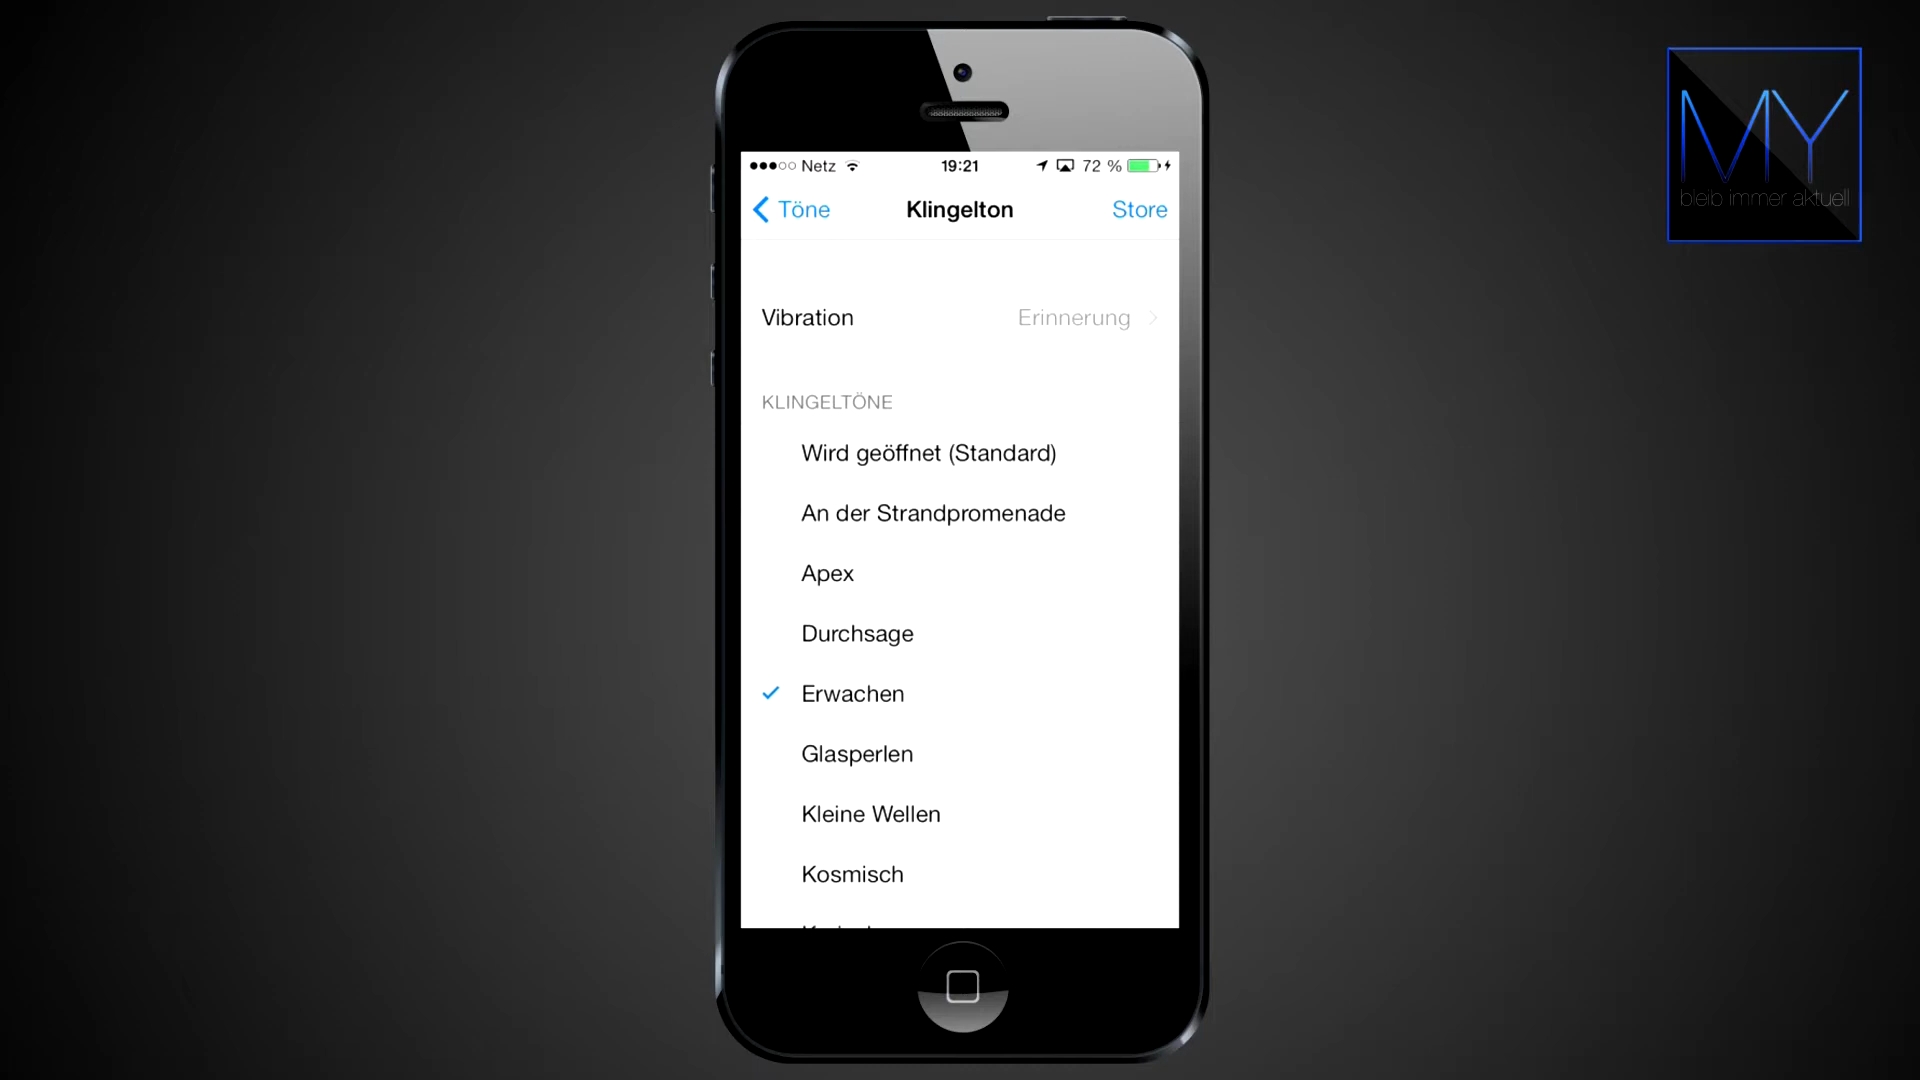 MY
bleib immer aktuell
Netz
19:21
72 %
Töne
Klingelton
Store
Vibration
Erinnerung
KLINGELTÖNE
Wird geöffnet (Standard)
An der Strandpromenade
Apex
Durchsage
Erwachen
Glasperlen
Kleine Wellen
Kosmisch